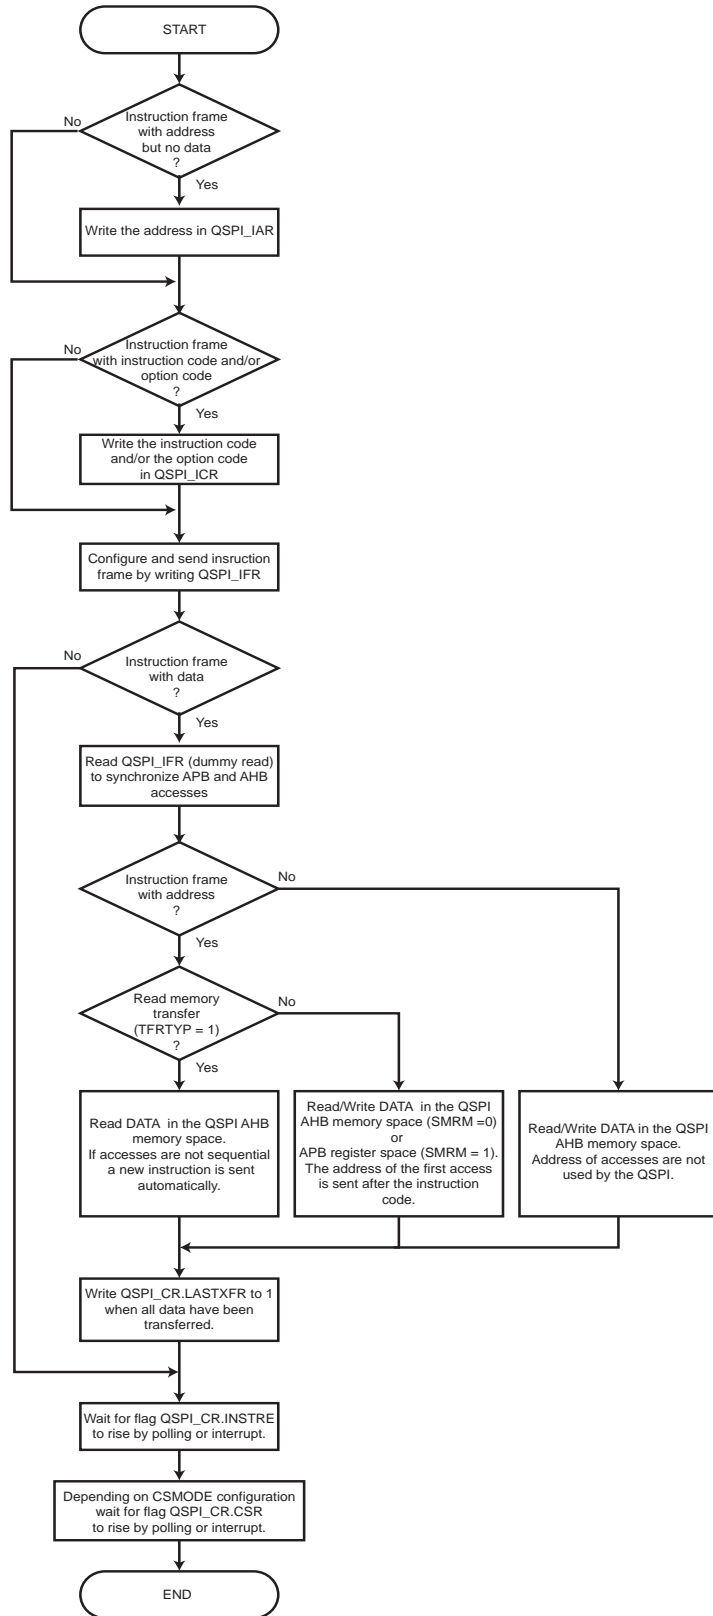 START
Instruction frame
with address
but no data
?
No
Yes
Write the address in QSPI_IAR
Instruction frame
with instruction code and/or
option code
?
No
Yes
Write the instruction code
and/or the option code
in QSPI_ICR
Configure and send insruction
frame by writing QSPI_IFR
Instruction frame
with data
?
No
Yes
Read QSPI_IFR (dummy read)
to synchronize APB and AHB
accesses
Instruction frame
with address
?
No
Yes
Read memory
transfer
(TFRTYP = 1)
?
No
Yes
Read DATA in the QSPI AHB
memory space.
If accesses are not sequential
a new instruction is sent
automatically.
Read/Write DATA in the QSPI
AHB memory space (SMRM =0)
or
APB register space (SMRM = 1).
The address of the first access
is sent after the instruction
code.
Read/Write DATA in the QSPI
AHB memory space.
Address of accesses are not
used by the QSPI.
Write QSPI_CR.LASTXFR to 1
when all data have been
transferred.
Wait for flag QSPI_CR.INSTRE
to rise by polling or interrupt.
Depending on CSMODE configuration
wait for flag QSPI_CR.CSR
to rise by polling or interrupt.
END